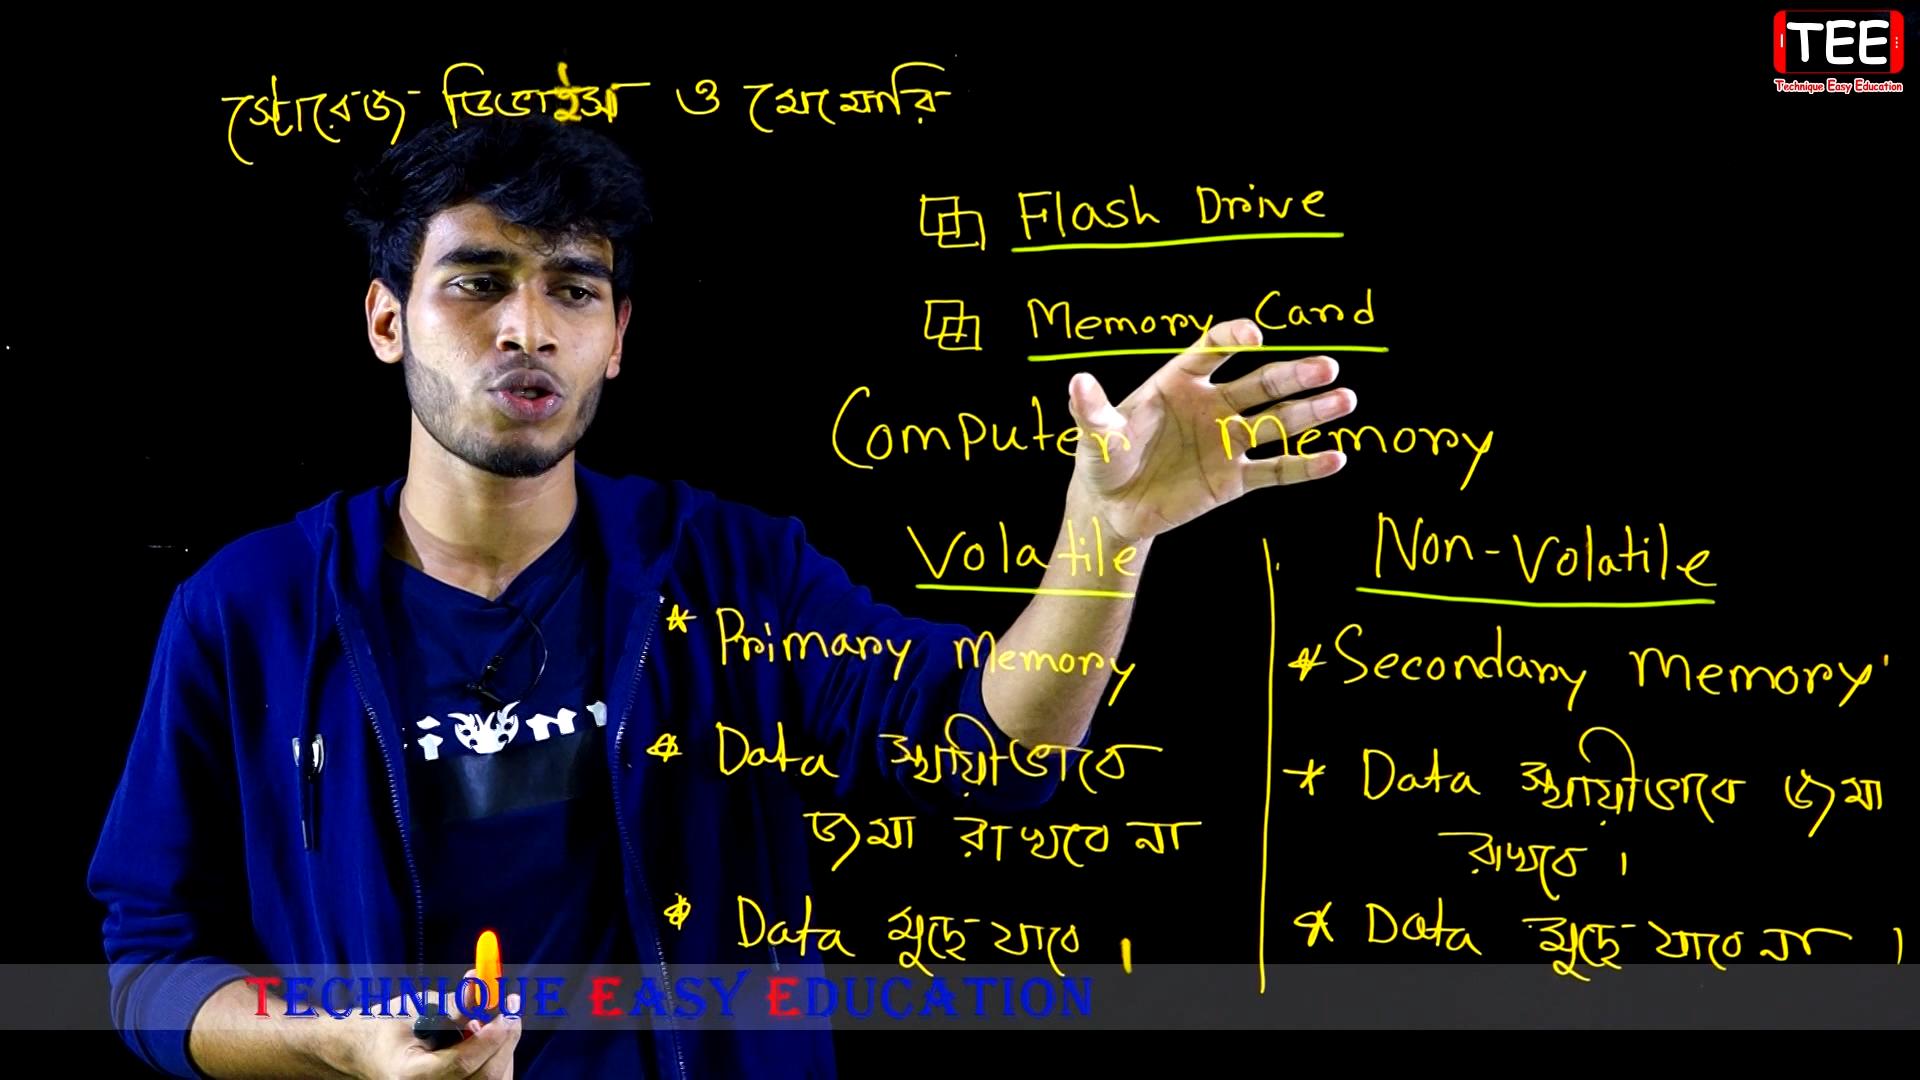 স্টোরেজ ডিভাইস ও মেমোরি
TEE
Technique Easy Education
Flash Drive
Memory Card
Computer Memory
Volatile
Non-Volatile
* Primary Memory
* Data স্থায়ীভাবে
জমা রাখবে না
* Data মুছে যাবে।
* Secondary Memory
* Data স্থায়ীভাবে জমা
রাখবে।
* Data মুছে যাবে না।
TECHNIQUE EASY EDUCATION